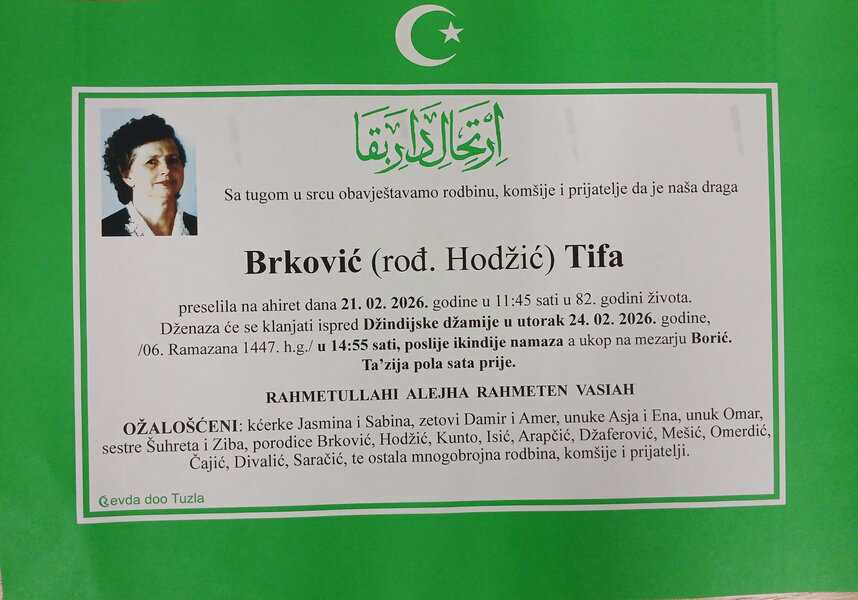 اِرْتَحَالِ دَارِ بَقَا
Sa tugom u srcu obavještavamo rodbinu, komšije i prijatelje da je naša draga
Brković (rođ. Hodžić) Tifa
preselila na ahiret dana 21. 02. 2026. godine u 11:45 sati u 82. godini života.
Dženaza će se klanjati ispred Džindijske džamije u utorak 24. 02. 2026. godine,
/06. Ramazana 1447. h.g./ u 14:55 sati, poslije ikindije namaza a ukop na mezarju Borić.
Ta’zija pola sata prije.
RAHMETULLAHI ALEJHA RAHMETEN VASIAH
OŽALOŠĆENI: kćerke Jasmina i Sabina, zetovi Damir i Amer, unuke Asja i Ena, unuk Omar,
sestre Šuhreta i Ziba, porodice Brković, Hodžić, Kunto, Isić, Arapčić, Džaferović, Mešić, Omerdić,
Čajić, Divalić, Saračić, te ostala mnogobrojna rodbina, komšije i prijatelji.
evda doo Tuzla